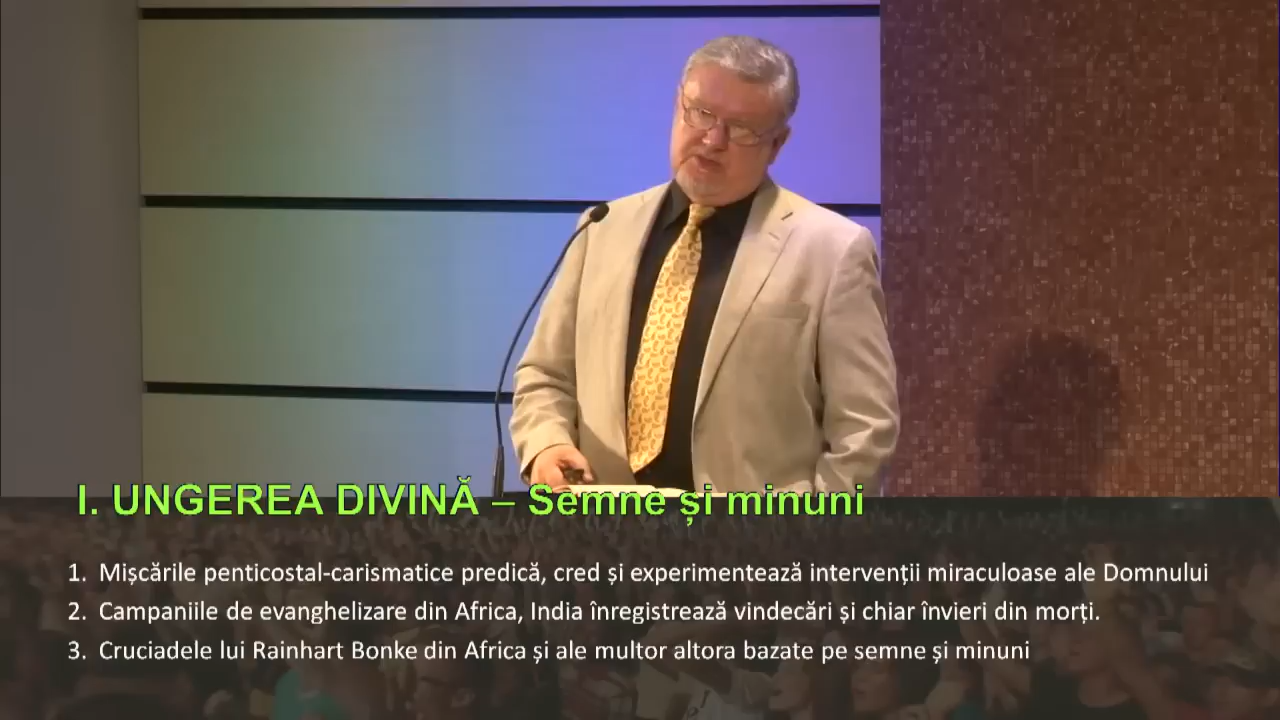 I. UNGEREA DIVINĂ – Semne și minuni
1. Mișcările penticostal-carismatice predică, cred și experimentează intervenții miraculoase ale Domnului
2. Campaniile de evanghelizare din Africa, India înregistrează vindecări și chiar învieri din morți.
3. Cruciadele lui Rainhart Bonke din Africa și ale multor altora bazate pe semne și minuni